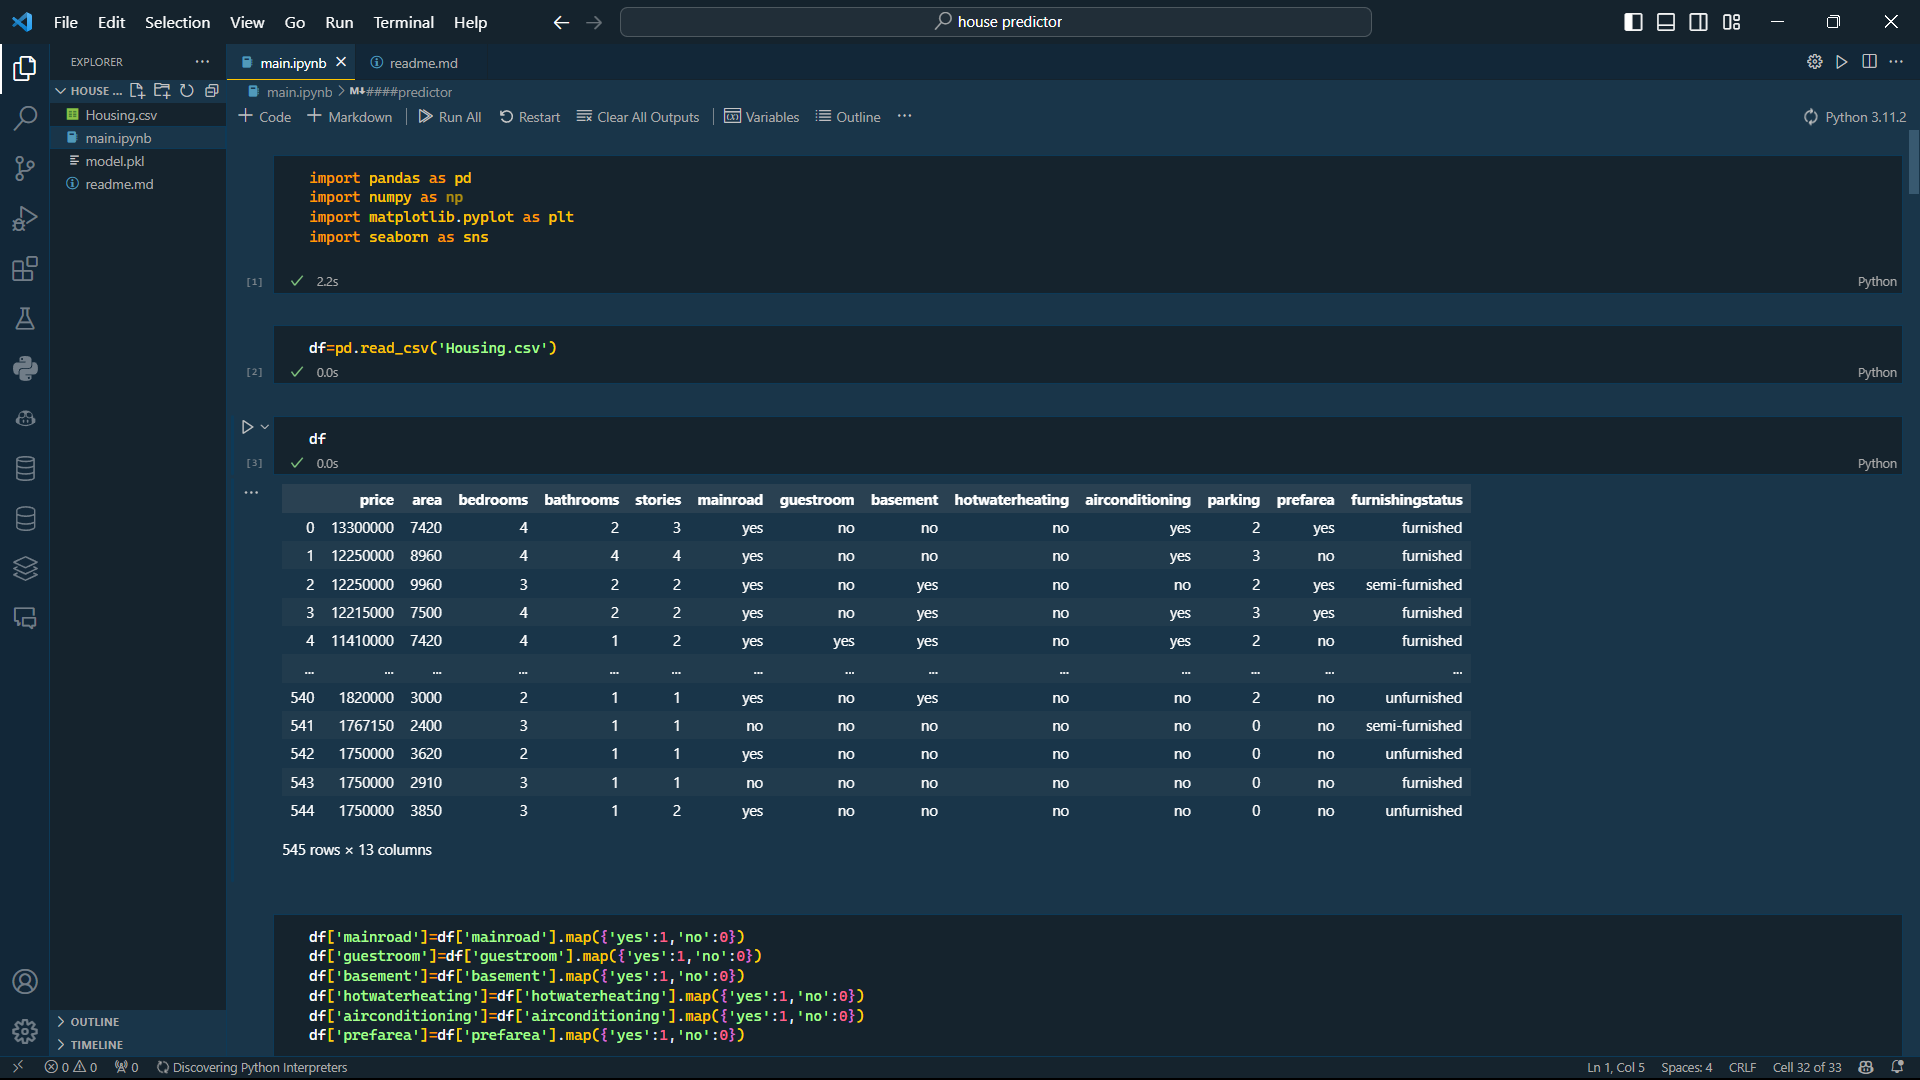 File Edit Selection View Go Run Terminal Help
house predictor
EXPLORER
main.ipynb
readme.md
HOUSE ...
main.ipynb > M↓####predictor
Housing.csv
main.ipynb
model.pkl
readme.md
Code Markdown Run All Restart Clear All Outputs Variables Outline ...
Python 3.11.2
import pandas as pd
import numpy as np
import matplotlib.pyplot as plt
import seaborn as sns
[1] 2.2s Python
df=pd.read_csv('Housing.csv')
[2] 0.0s Python
df
[3] 0.0s Python
price area bedrooms bathrooms stories mainroad guestroom basement hotwaterheating airconditioning parking prefarea furnishingstatus
0 13300000 7420 4 2 3 yes no no no yes 2 yes furnished
1 12250000 8960 4 4 4 yes no no no yes 3 no furnished
2 12250000 9960 3 2 2 yes no yes no no 2 yes semi-furnished
3 12215000 7500 4 2 2 yes no yes no yes 3 yes furnished
4 11410000 7420 4 1 2 yes yes yes no yes 2 no furnished
... ... ... ... ... ... ... ... ... ... ... ... ... ...
540 1820000 3000 2 1 1 yes no yes no no 2 no unfurnished
541 1767150 2400 3 1 1 no no no no no 0 no semi-furnished
542 1750000 3620 2 1 1 yes no no no no 0 no unfurnished
543 1750000 2910 3 1 1 no no no no no 0 no furnished
544 1750000 3850 3 1 2 yes no no no no 0 no unfurnished
545 rows × 13 columns
df['mainroad']=df['mainroad'].map({'yes':1,'no':0})
df['guestroom']=df['guestroom'].map({'yes':1,'no':0})
df['basement']=df['basement'].map({'yes':1,'no':0})
df['hotwaterheating']=df['hotwaterheating'].map({'yes':1,'no':0})
df['airconditioning']=df['airconditioning'].map({'yes':1,'no':0})
df['prefarea']=df['prefarea'].map({'yes':1,'no':0})
OUTLINE
TIMELINE
0 0 0 Discovering Python Interpreters
Ln 1, Col 5 Spaces: 4 CRLF Cell 32 of 33